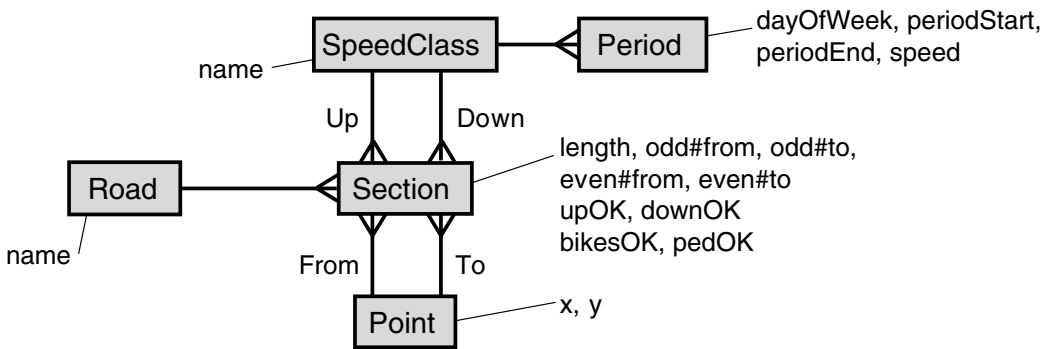 SpeedClass
Period
dayOfWeek, periodStart,
periodEnd, speed
name
Up
Down
length, odd#from, odd#to,
even#from, even#to
upOK, downOK
bikesOK, pedOK
Road
Section
name
From
To
Point
x, y